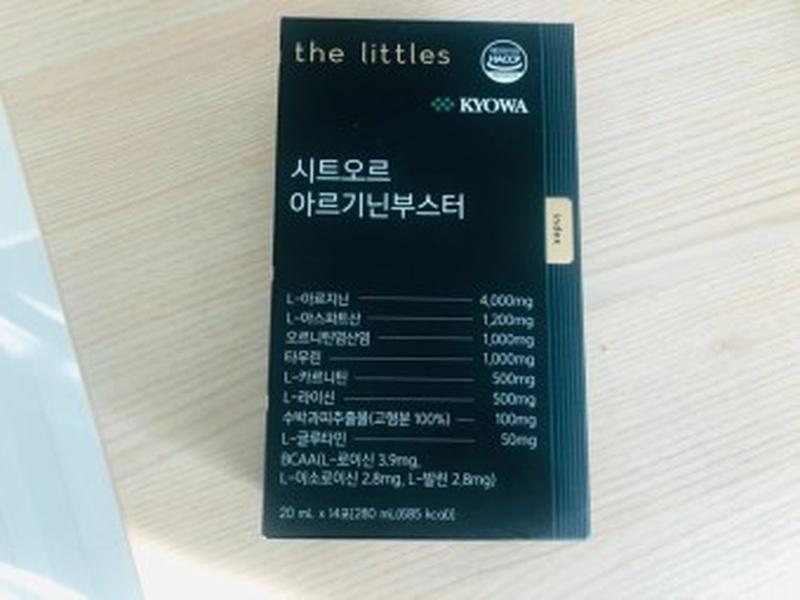 the littles
HACCP
KYOWA
시트오르
아르기닌부스터
index
L-아르지닌 4,000mg
L-아스파트산 1,200mg
오르니틴염산염 1,000mg
타우린 1,000mg
L-카르니틴 500mg
L-라이신 500mg
수박과피추출물(고형분 100%) 100mg
L-글루타민 50mg
BCAA(L-로이신 3.9mg,
L-이소로이신 2.8mg, L-발린 2.8mg)
20 mL x 14포[280 mL(685 kcal)]